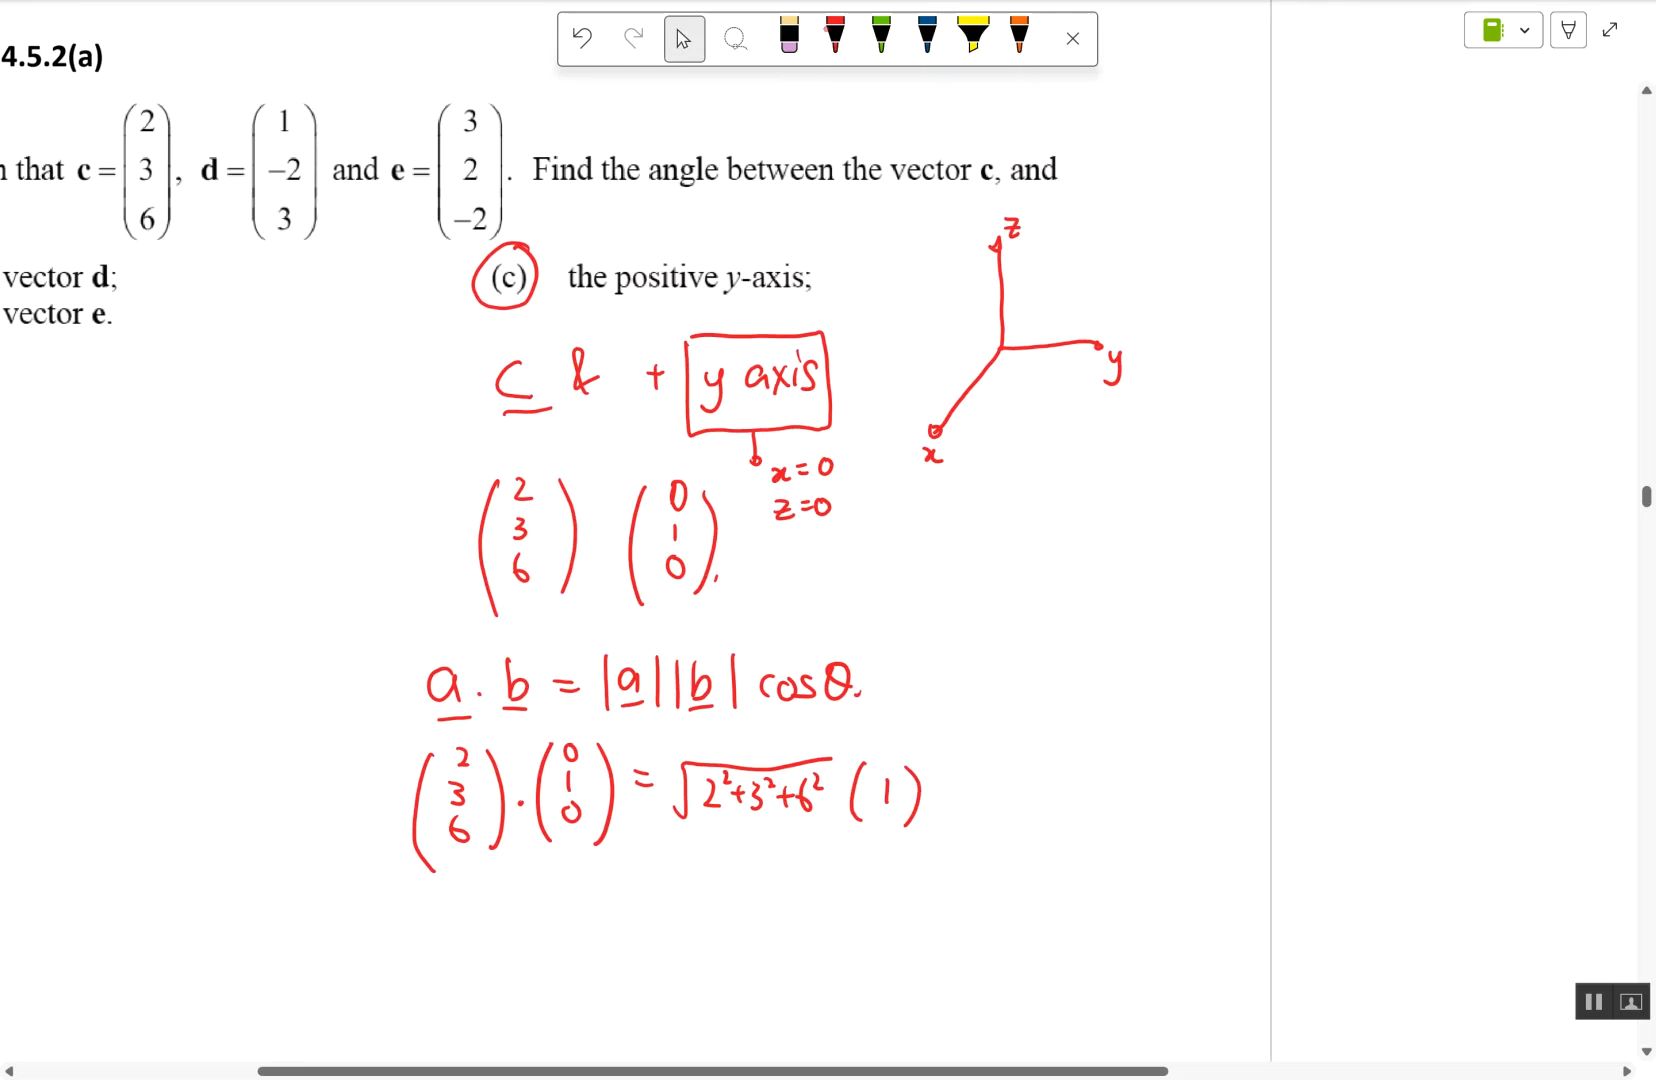 4.5.2(a)
that c = (2 3 6), d = (1 −2 3) and e = (3 2 −2). Find the angle between the vector c, and
vector d; (c) the positive y-axis;
vector e.
z
y
x
c & + y axis
x = 0
z = 0
(2 3 6) (0 1 0).
a . b = |a||b| cosθ.
(2 3 6) . (0 1 0) = √2²+3²+6² (1)